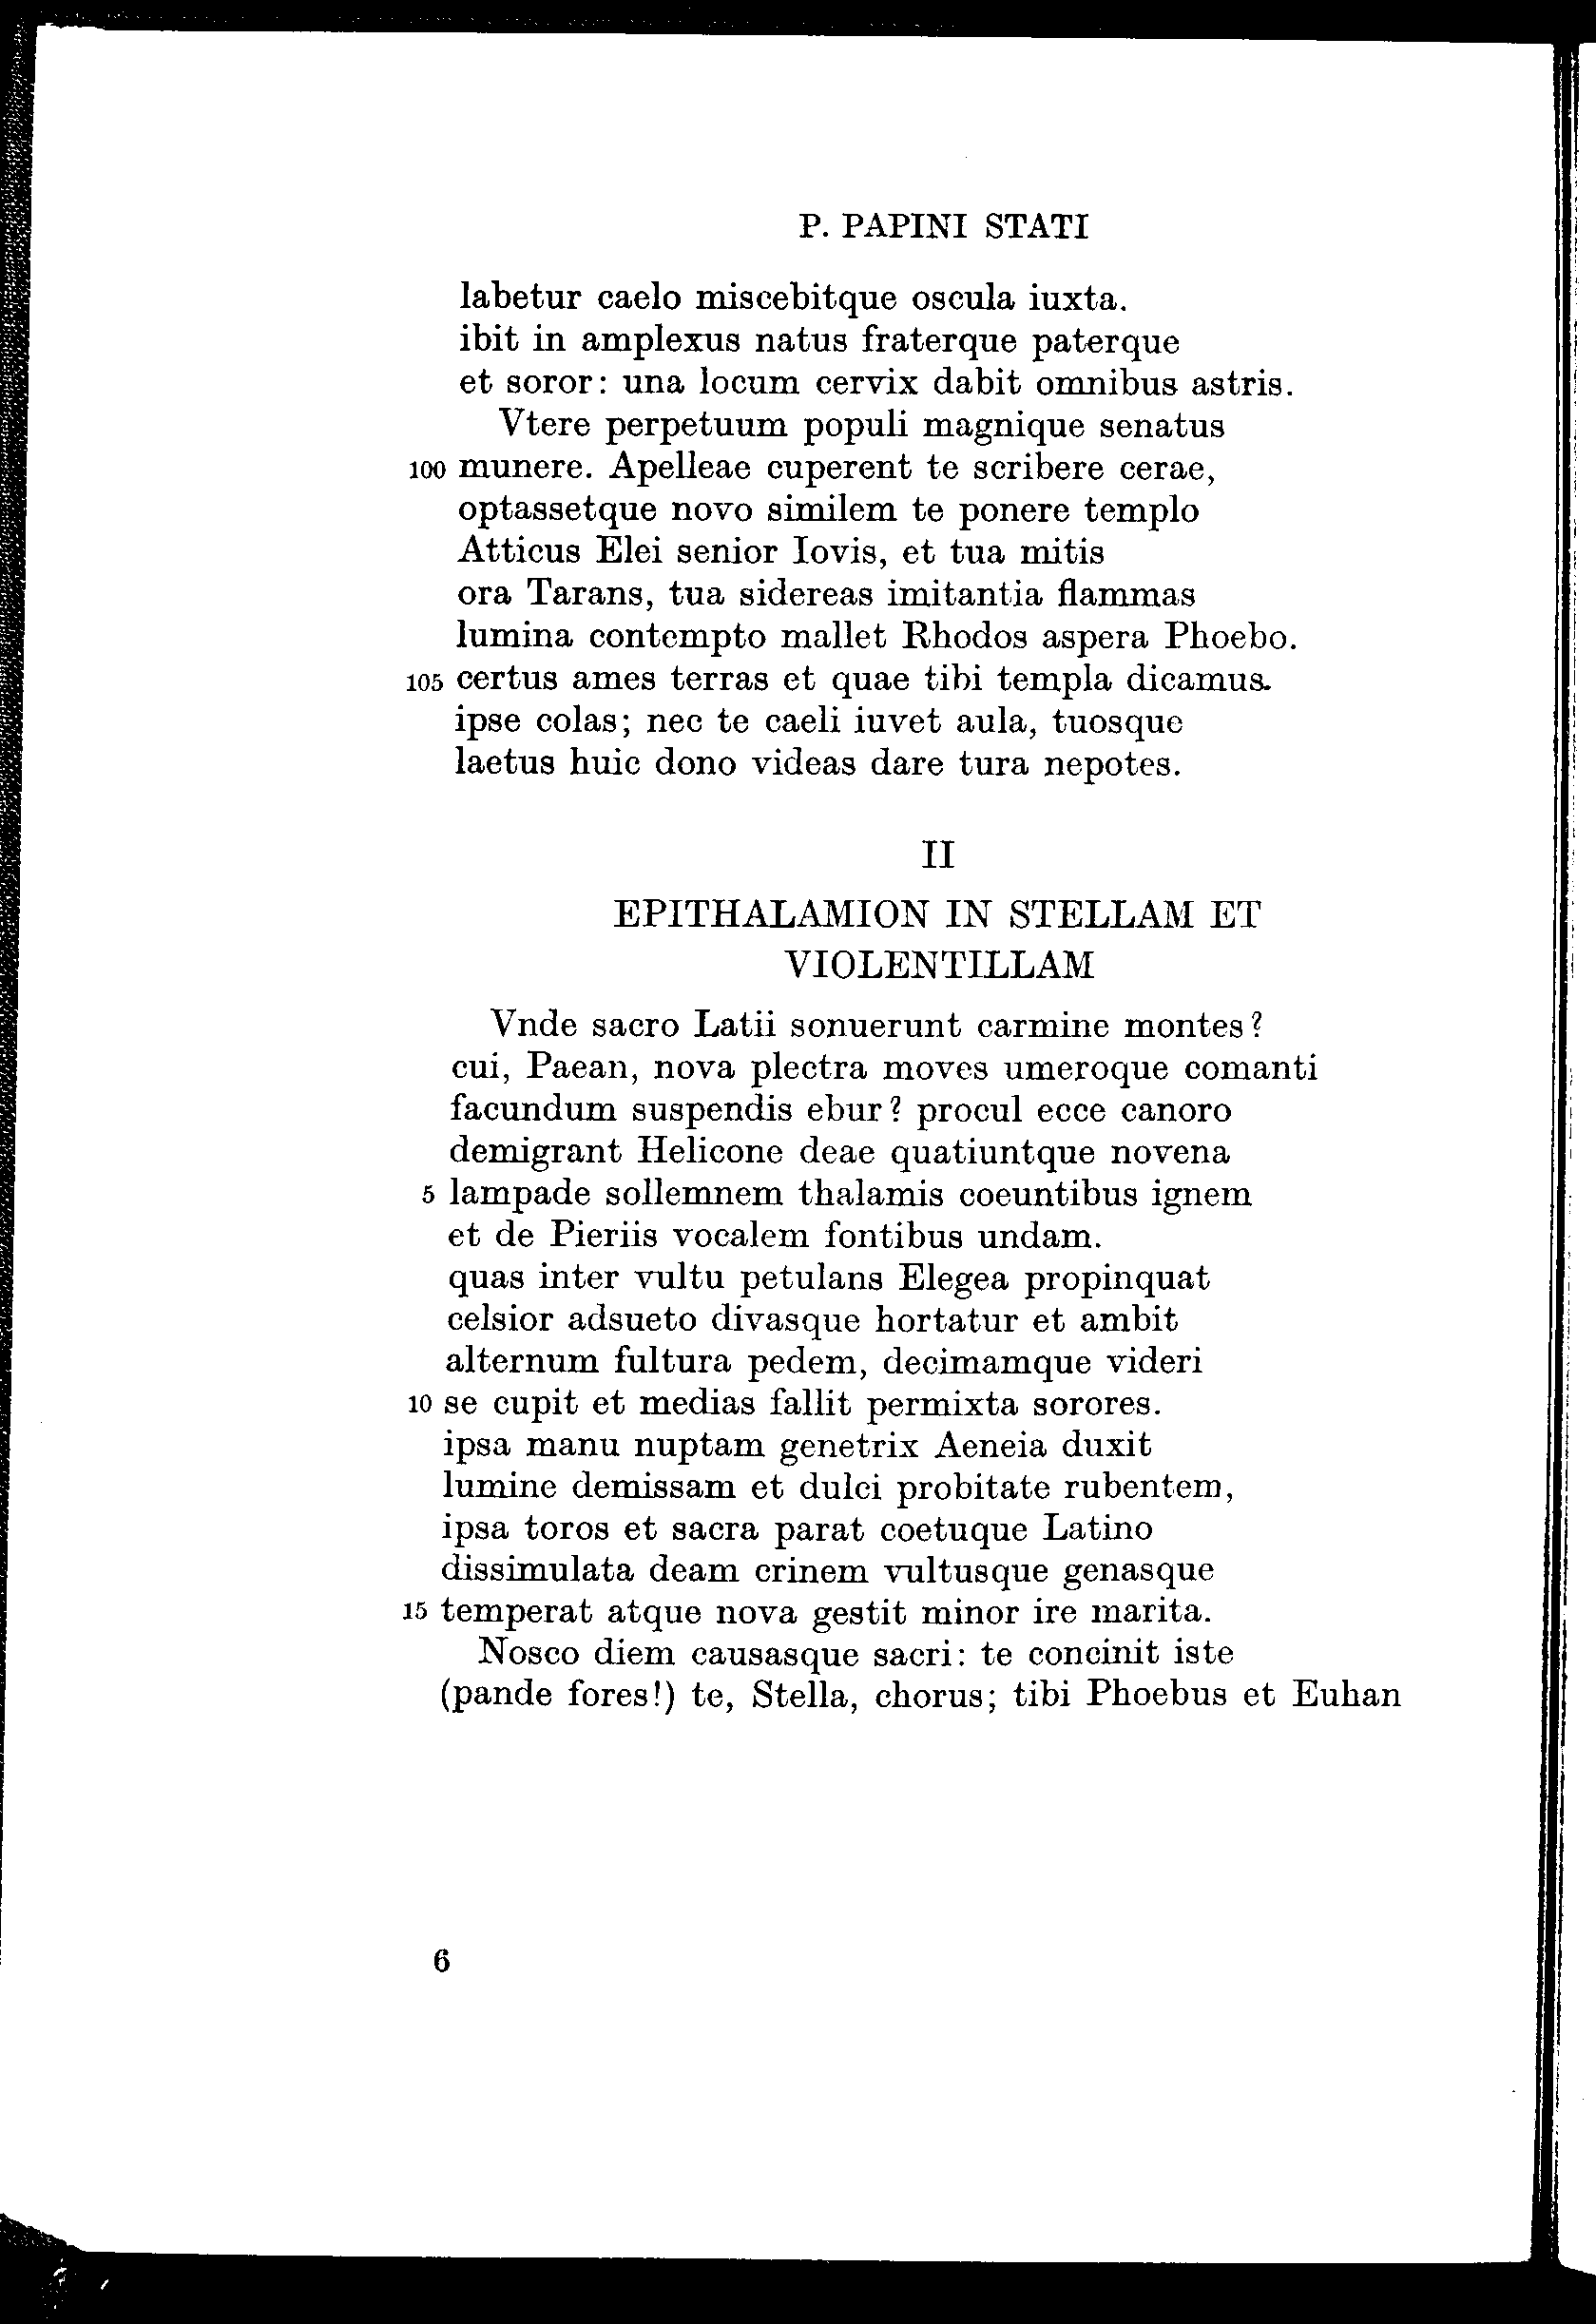 P. PAPINI STATI
labetur caelo miscebitque oscula iuxta.
ibit in amplexus natus fraterque paterque
et soror: una locum cervix dabit omnibus astris.
Vtere perpetuum populi magnique senatus
100 munere. Apelleae cuperent te scribere cerae,
optassetque novo similem te ponere templo
Atticus Elei senior Iovis, et tua mitis
ora Tarans, tua sidereas imitantia flammas
lumina contempto mallet Rhodos aspera Phoebo.
105 certus ames terras et quae tibi templa dicamus.
ipse colas; nec te caeli iuvet aula, tuosque
laetus huic dono videas dare tura nepotes.
II
EPITHALAMION IN STELLAM ET
VIOLENTILLAM
Vnde sacro Latii sonuerunt carmine montes?
cui, Paean, nova plectra moves umeroque comanti
facundum suspendis ebur? procul ecce canoro
demigrant Helicone deae quatiuntque novena
5 lampade sollemnem thalamis coeuntibus ignem
et de Pieriis vocalem fontibus undam.
quas inter vultu petulans Elegea propinquat
celsior adsueto divasque hortatur et ambit
alternum fultura pedem, decimamque videri
10 se cupit et medias fallit permixta sorores.
ipsa manu nuptam genetrix Aeneia duxit
lumine demissam et dulci probitate rubentem,
ipsa toros et sacra parat coetuque Latino
dissimulata deam crinem vultusque genasque
15 temperat atque nova gestit minor ire marita.
Nosco diem causasque sacri: te concinit iste
(pande fores!) te, Stella, chorus; tibi Phoebus et Euhan
6